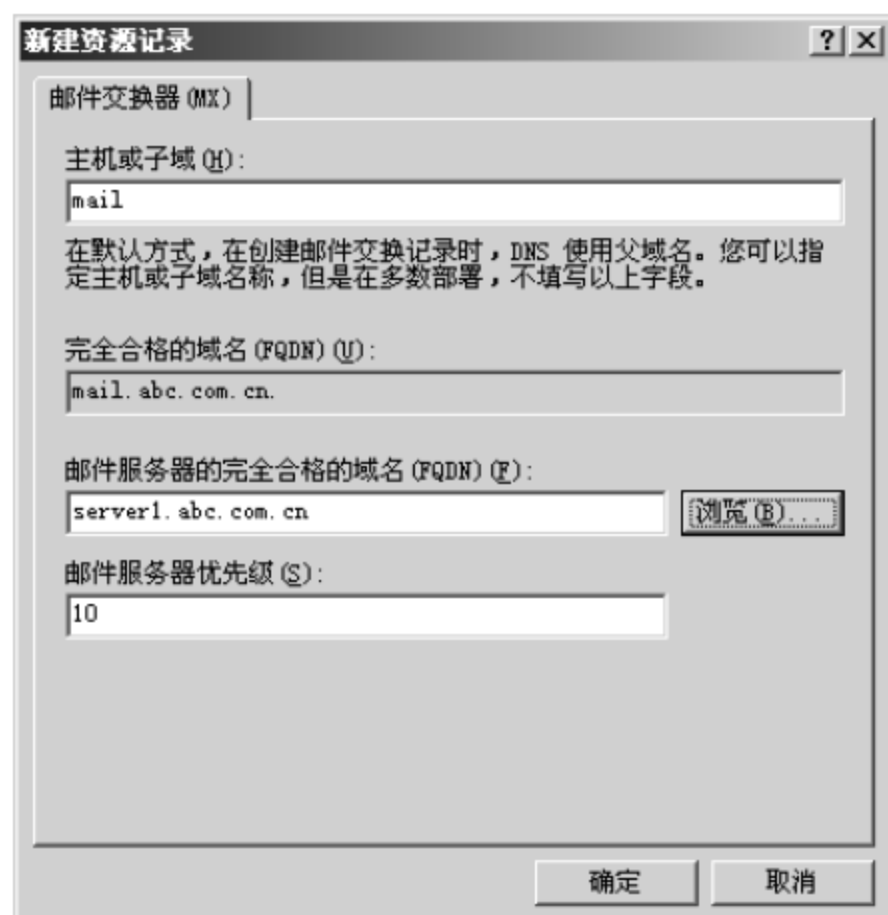 新建资源记录
邮件交换器(MX)
主机或子域(H):
mail
在默认方式，在创建邮件交换记录时，DNS 使用父域名。您可以指
定主机或子域名称，但是在多数部署，不填写以上字段。
完全合格的域名(FQDN)(U):
mail.abc.com.cn.
邮件服务器的完全合格的域名(FQDN)(F):
server1.abc.com.cn
浏览(B)...
邮件服务器优先级(S):
10
确定
取消